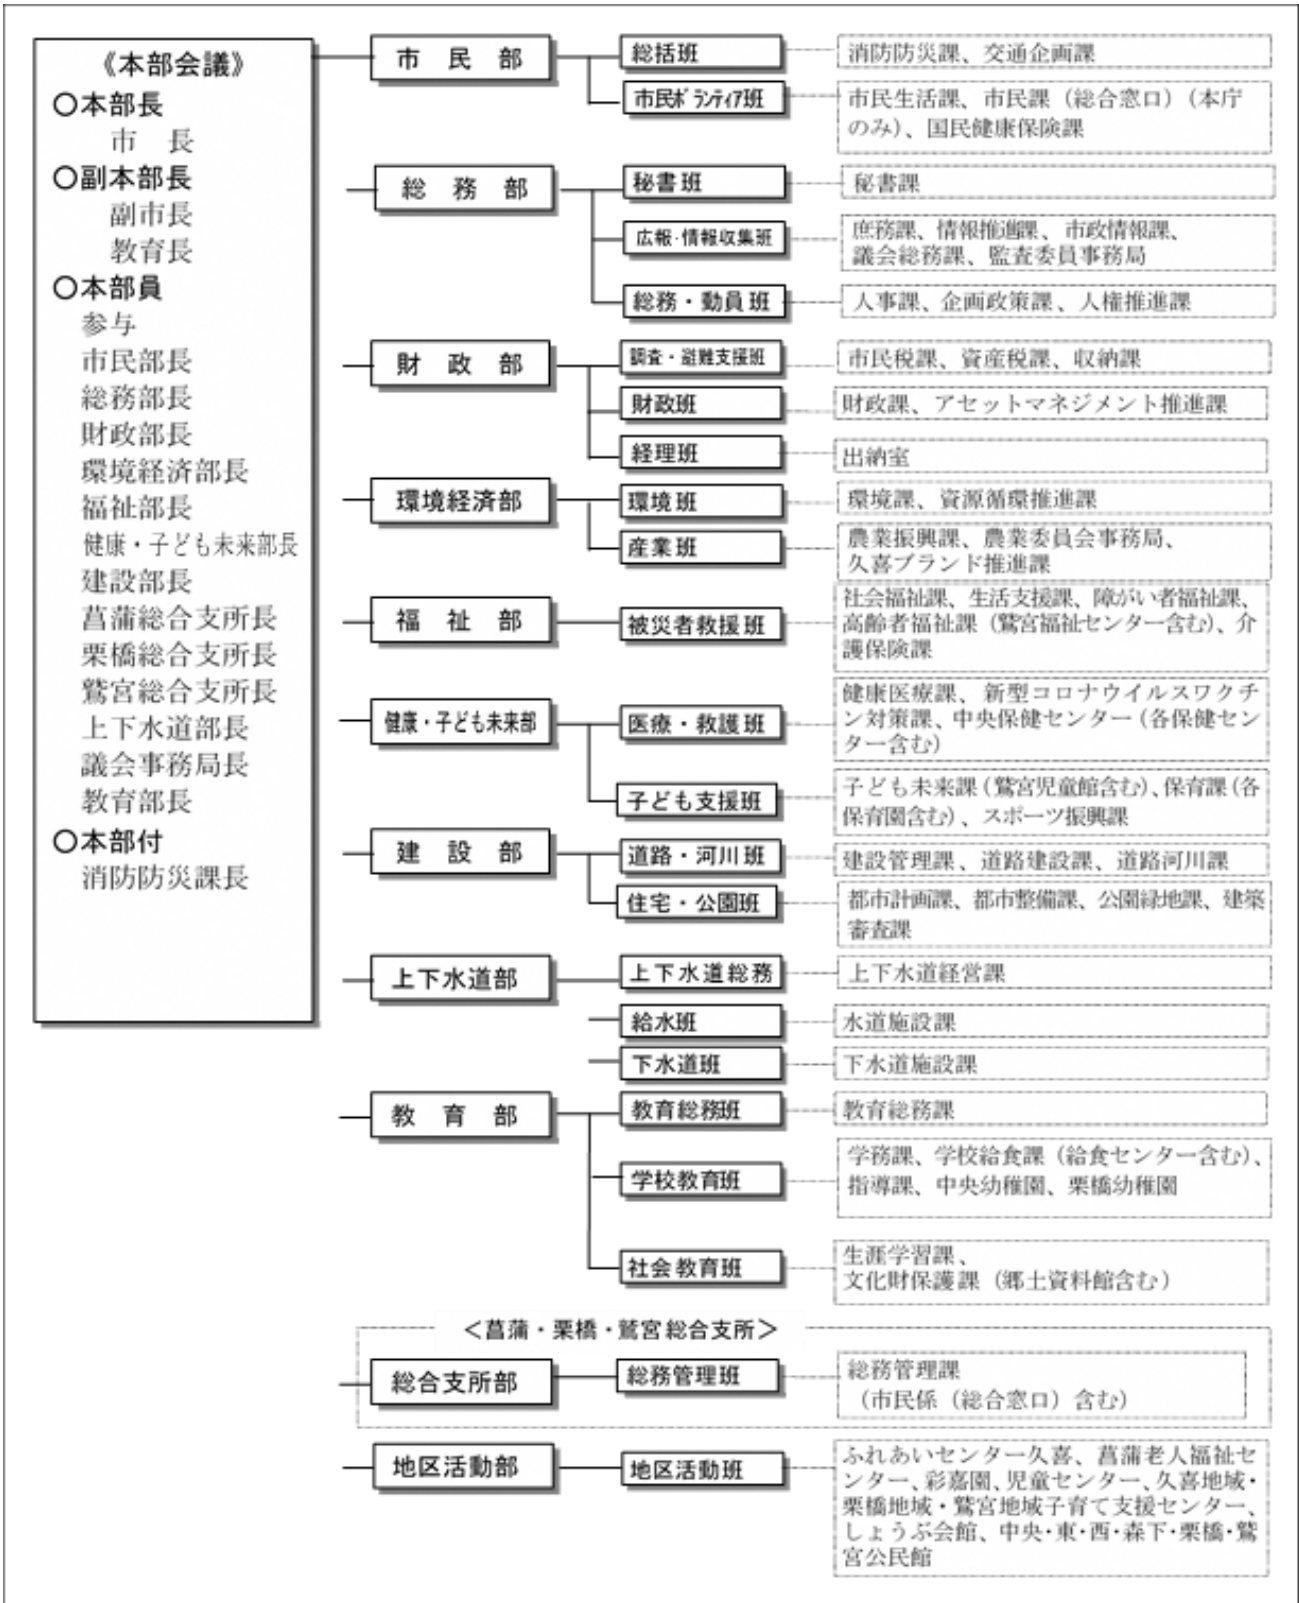 《本部会議》
〇本部長
市　長
〇副本部長
副市長
教育長
〇本部員
参与
市民部長
総務部長
財政部長
環境経済部長
福祉部長
健康・子ども未来部長
建設部長
菖蒲総合支所長
栗橋総合支所長
鷲宮総合支所長
上下水道部長
議会事務局長
教育部長
〇本部付
消防防災課長
市　民　部
総括班
消防防災課、交通企画課
市民ﾎﾞﾗﾝﾃｨｱ班
市民生活課、市民課（総合窓口）（本庁
のみ）、国民健康保険課
総　務　部
秘書班
秘書課
広報・情報収集班
庶務課、情報推進課、市政情報課、
議会総務課、監査委員事務局
総務・動員班
人事課、企画政策課、人権推進課
財　政　部
調査・避難支援班
市民税課、資産税課、収納課
財政班
財政課、アセットマネジメント推進課
経理班
出納室
環境経済部
環境班
環境課、資源循環推進課
産業班
農業振興課、農業委員会事務局、
久喜ブランド推進課
福　祉　部
被災者救援班
社会福祉課、生活支援課、障がい者福祉課、
高齢者福祉課（鷲宮福祉センター含む）、介
護保険課
健康・子ども未来部
医療・救護班
健康医療課、新型コロナウイルスワクチ
ン対策課、中央保健センター（各保健セン
ター含む）
子ども支援班
子ども未来課（鷲宮児童館含む）、保育課（各
保育園含む）、スポーツ振興課
建　設　部
道路・河川班
建設管理課、道路建設課、道路河川課
住宅・公園班
都市計画課、都市整備課、公園緑地課、建築
審査課
上下水道部
上下水道総務
上下水道経営課
給水班
水道施設課
下水道班
下水道施設課
教　育　部
教育総務班
教育総務課
学校教育班
学務課、学校給食課（給食センター含む）、
指導課、中央幼稚園、栗橋幼稚園
社会教育班
生涯学習課、
文化財保護課（郷土資料館含む）
＜菖蒲・栗橋・鷲宮総合支所＞
総合支所部
総務管理班
総務管理課
（市民係（総合窓口）含む）
地区活動部
地区活動班
ふれあいセンター久喜、菖蒲老人福祉セ
ンター、彩嘉園、児童センター、久喜地域・
栗橋地域・鷲宮地域子育て支援センター、
しょうぶ会館、中央・東・西・森下・栗橋・鷲
宮公民館